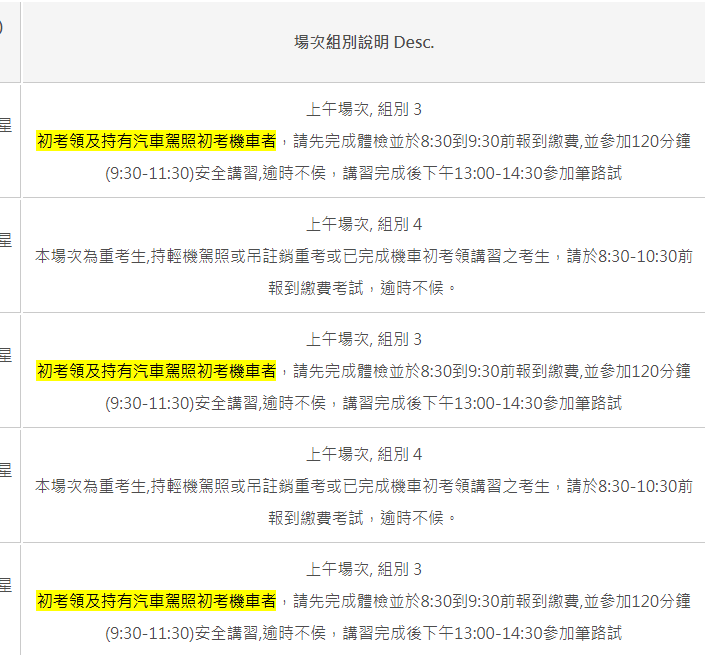 )
場次組別說明 Desc.
星
上午場次, 組別 3
初考領及持有汽車駕照初考機車者，請先完成體檢並於8:30到9:30前報到繳費,並參加120分鐘
(9:30-11:30)安全講習,逾時不侯，講習完成後下午13:00-14:30參加筆路試
星
上午場次, 組別 4
本場次為重考生,持輕機駕照或吊註銷重考或已完成機車初考領講習之考生，請於8:30-10:30前
報到繳費考試，逾時不候。
星
上午場次, 組別 3
初考領及持有汽車駕照初考機車者，請先完成體檢並於8:30到9:30前報到繳費,並參加120分鐘
(9:30-11:30)安全講習,逾時不侯，講習完成後下午13:00-14:30參加筆路試
星
上午場次, 組別 4
本場次為重考生,持輕機駕照或吊註銷重考或已完成機車初考領講習之考生，請於8:30-10:30前
報到繳費考試，逾時不候。
星
上午場次, 組別 3
初考領及持有汽車駕照初考機車者，請先完成體檢並於8:30到9:30前報到繳費,並參加120分鐘
(9:30-11:30)安全講習,逾時不侯，講習完成後下午13:00-14:30參加筆路試